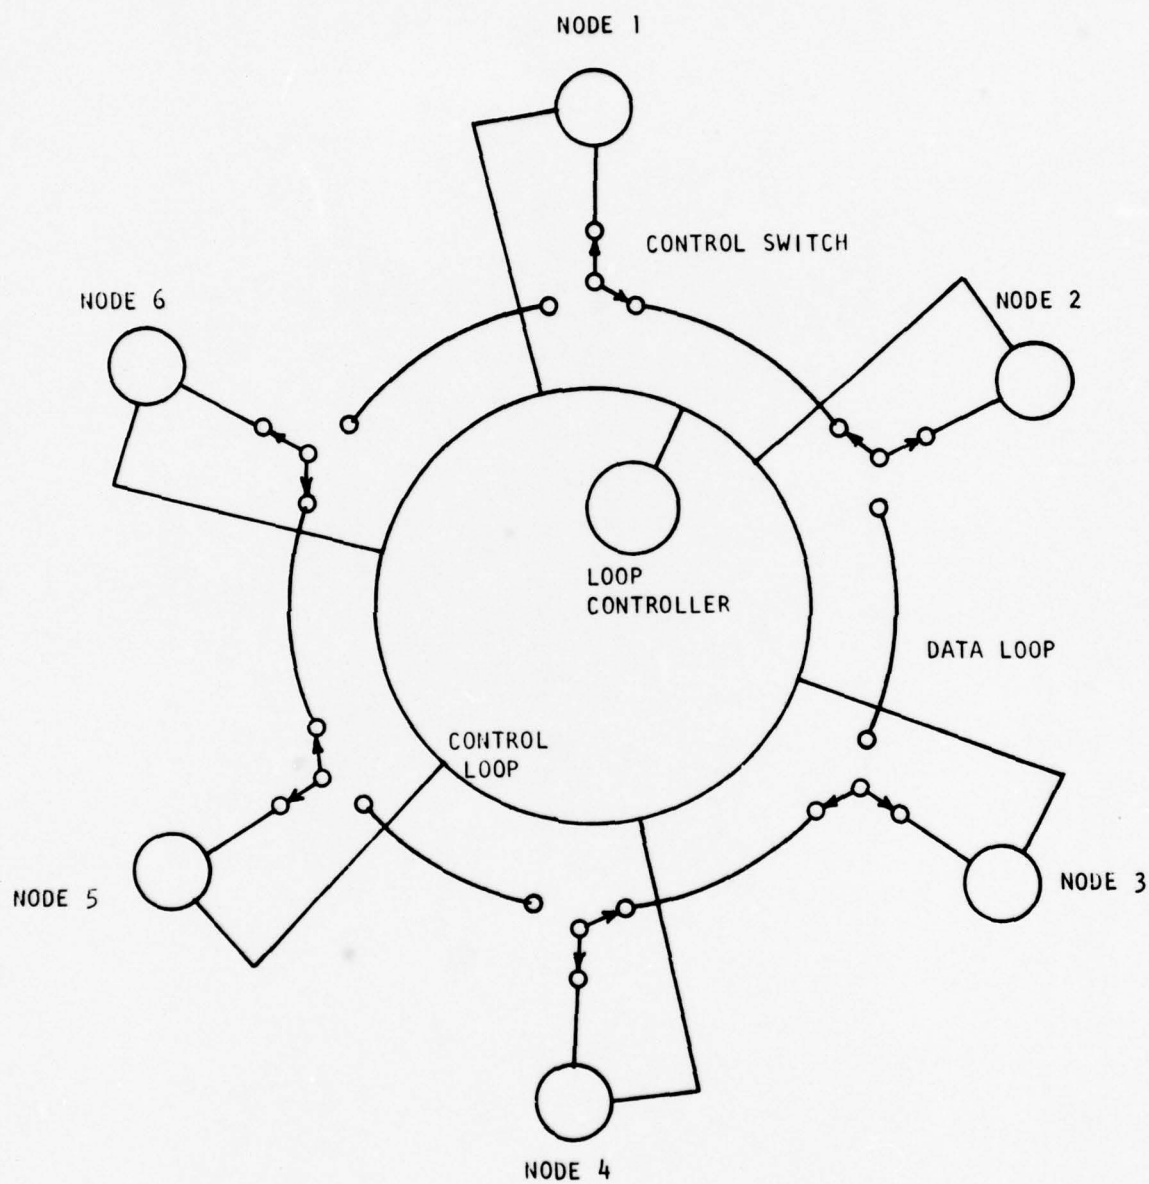 NODE 1
CONTROL SWITCH
NODE 6
NODE 2
LOOP
CONTROLLER
DATA LOOP
CONTROL
LOOP
NODE 3
NODE 5
NODE 4